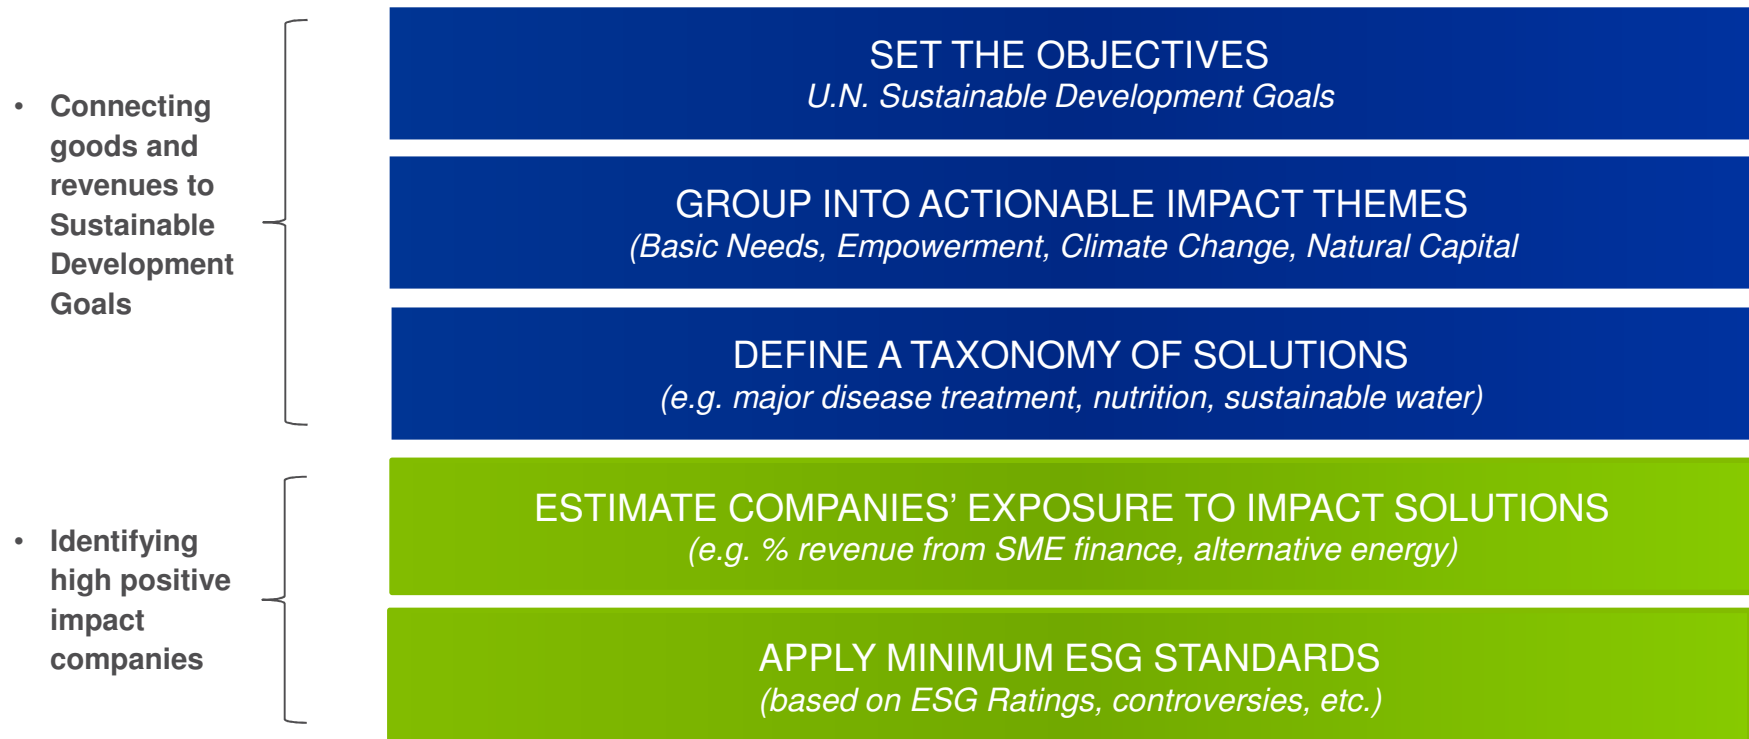 • Connecting
goods and
revenues to
Sustainable
Development
Goals
SET THE OBJECTIVES
U.N. Sustainable Development Goals
GROUP INTO ACTIONABLE IMPACT THEMES
(Basic Needs, Empowerment, Climate Change, Natural Capital
DEFINE A TAXONOMY OF SOLUTIONS
(e.g. major disease treatment, nutrition, sustainable water)
• Identifying
high positive
impact
companies
ESTIMATE COMPANIES’ EXPOSURE TO IMPACT SOLUTIONS
(e.g. % revenue from SME finance, alternative energy)
APPLY MINIMUM ESG STANDARDS
(based on ESG Ratings, controversies, etc.)